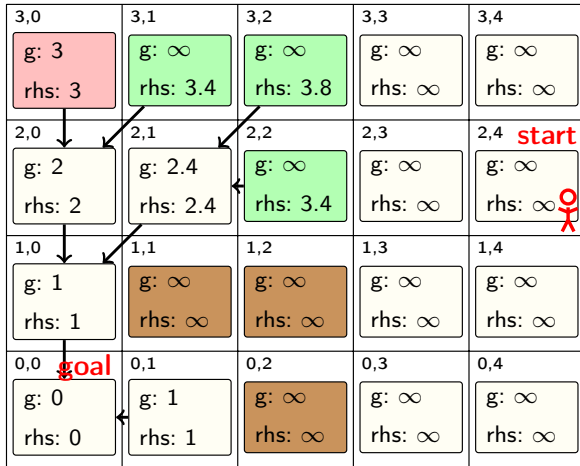 3,0 3,1 3,2 3,3 3,4
g: 3 g: ∞ g: ∞ g: ∞ g: ∞
rhs: 3 rhs: 3.4 rhs: 3.8 rhs: ∞ rhs: ∞
2,0 2,1 2,2 2,3 2,4 start
g: 2 g: 2.4 g: ∞ g: ∞ g: ∞
rhs: 2 rhs: 2.4 rhs: 3.4 rhs: ∞ rhs: ∞
1,0 1,1 1,2 1,3 1,4
g: 1 g: ∞ g: ∞ g: ∞ g: ∞
rhs: 1 rhs: ∞ rhs: ∞ rhs: ∞ rhs: ∞
0,0 goal 0,1 0,2 0,3 0,4
g: 0 g: 1 g: ∞ g: ∞ g: ∞
rhs: 0 rhs: 1 rhs: ∞ rhs: ∞ rhs: ∞